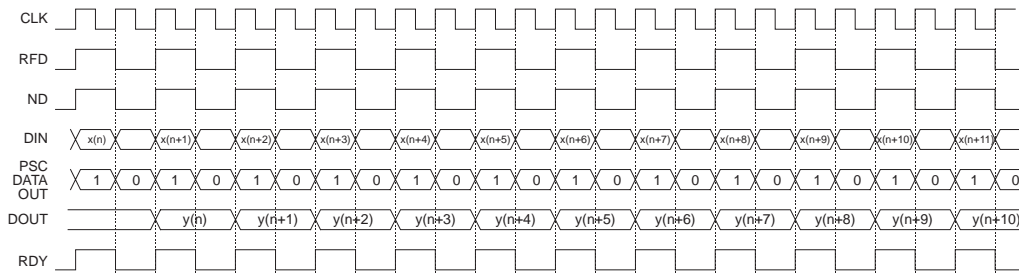 CLK
RFD
ND
DIN x(n) x(n+1) x(n+2) x(n+3) x(n+4) x(n+5) x(n+6) x(n+7) x(n+8) x(n+9) x(n+10) x(n+11)
PSC
DATA 1 0 1 0 1 0 1 0 1 0 1 0 1 0 1 0 1 0 1 0 1 0 1 0
OUT
DOUT y(n) y(n+1) y(n+2) y(n+3) y(n+4) y(n+5) y(n+6) y(n+7) y(n+8) y(n+9) y(n+10)
RDY